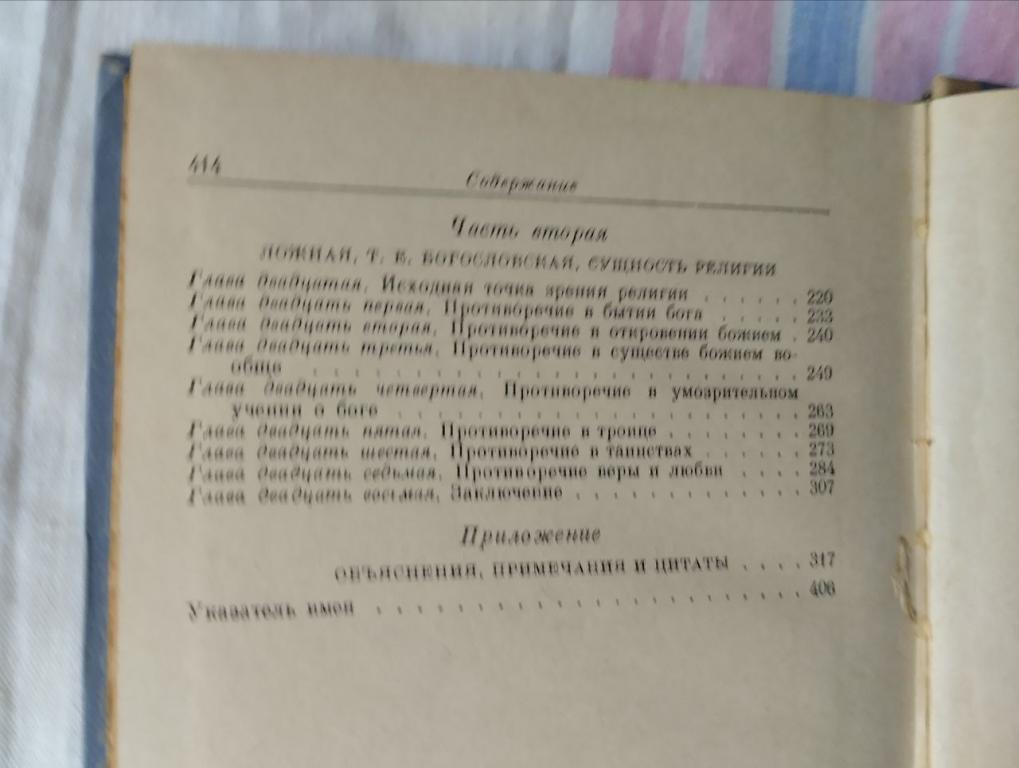 414
Содержание
Часть вторая
ЛОЖНАЯ, Т. Е. БОГОСЛОВСКАЯ, СУЩНОСТЬ РЕЛИГИИ
Глава двадцатая. Исходная точка зрения религии . . . . . . 220
Глава двадцать первая. Противоречие в бытии бога . . . . . 233
Глава двадцать вторая. Противоречие в откровении божием . 240
Глава двадцать третья. Противоречие в существе божием во-
обще . . . . . . . . . . . . . . . . . . . . . . . . 249
Глава двадцать четвертая. Противоречие в умозрительном
учении о боге . . . . . . . . . . . . . . . . . . . . 263
Глава двадцать пятая. Противоречие в троице . . . . . . . 269
Глава двадцать шестая. Противоречие в таинствах . . . . . . 273
Глава двадцать седьмая. Противоречие веры и любви . . . . 284
Глава двадцать восьмая. Заключение . . . . . . . . . . . . 307
Приложение
ОБЪЯСНЕНИЯ, ПРИМЕЧАНИЯ И ЦИТАТЫ . . . . 317
Указатель имен . . . . . . . . . . . . . . . . . . . . . . 406